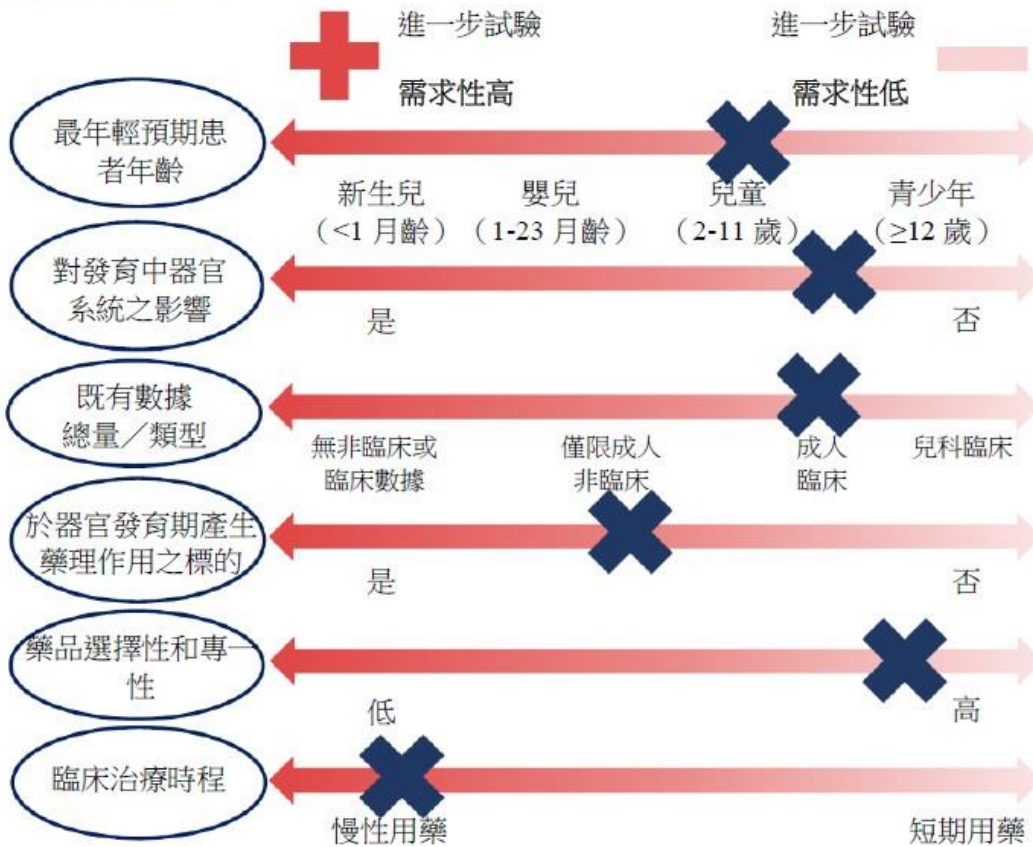 進一步試驗
需求性高
進一步試驗
需求性低
最年輕預期患
者年齡
新生兒
(<1 月齡)
嬰兒
(1-23 月齡)
兒童
(2-11 歲)
青少年
(≥12 歲)
對發育中器官
系統之影響
是
否
既有數據
總量／類型
無非臨床或
臨床數據
僅限成人
非臨床
成人
臨床
兒科臨床
於器官發育期產生
藥理作用之標的
是
否
藥品選擇性和專一
性
低
高
臨床治療時程
慢性用藥
短期用藥